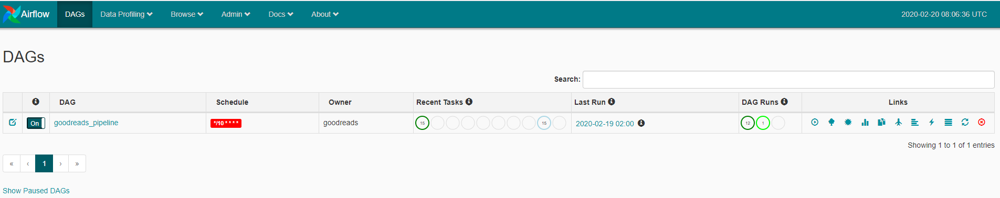 Airflow DAGs Data Profiling Browse Admin Docs About 2020-02-20 08:06:36 UTC
DAGs
Search:
DAG Schedule Owner Recent Tasks Last Run DAG Runs Links
On goodreads_pipeline */10 * * * * goodreads 15 15 2020-02-19 02:00 12 1
Showing 1 to 1 of 1 entries
« ‹ 1 › »
Show Paused DAGs